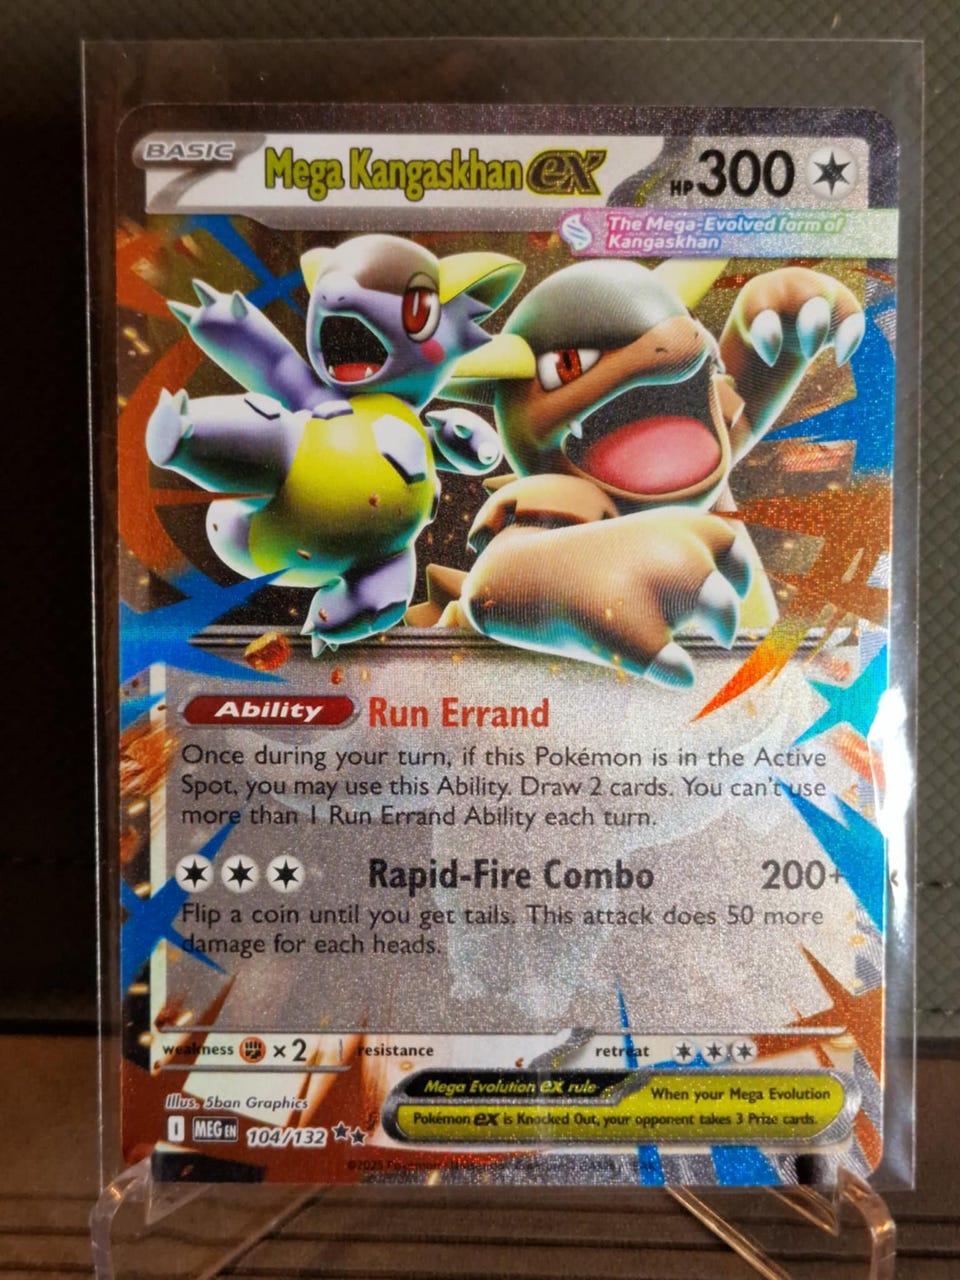 BASIC
Mega Kangaskhan ex
HP 300
The Mega-Evolved form of
Kangaskhan
Ability Run Errand
Once during your turn, if this Pokémon is in the Active
Spot, you may use this Ability. Draw 2 cards. You can't use
more than 1 Run Errand Ability each turn.
Rapid-Fire Combo 200+
Flip a coin until you get tails. This attack does 50 more
damage for each heads.
weakness ×2 resistance retreat
Mega Evolution ex rule When your Mega Evolution
Pokémon ex is Knocked Out, your opponent takes 3 Prize cards.
Illus. 5ban Graphics
I MEG EN 104/132
©2025 Pokémon